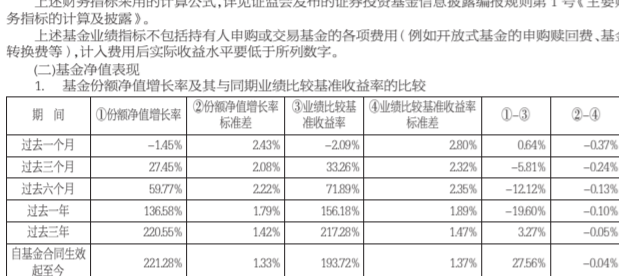 上述财务指标采用的计算公式,详见证监会发布的证券投资基金信息披露编报规则第 1 号《主要财
务指标的计算及披露》。
上述基金业绩指标不包括持有人申购或交易基金的各项费用(例如开放式基金的申购赎回费、基金
转换费等),计入费用后实际收益水平要低于所列数字。
(二)基金净值表现
1. 基金份额净值增长率及其与同期业绩比较基准收益率的比较
期 间 ①份额净值增长率 ②份额净值增长率标准差 ③业绩比较基准收益率 ④业绩比较基准收益率标准差 ①-③ ②-④
过去一个月 -1.45% 2.43% -2.09% 2.80% 0.64% -0.37%
过去三个月 27.45% 2.08% 33.26% 2.32% -5.81% -0.24%
过去六个月 59.77% 2.22% 71.89% 2.35% -12.12% -0.13%
过去一年 136.58% 1.79% 156.18% 1.89% -19.60% -0.10%
过去三年 220.55% 1.42% 217.28% 1.47% 3.27% -0.05%
自基金合同生效起至今 221.28% 1.33% 193.72% 1.37% 27.56% -0.04%